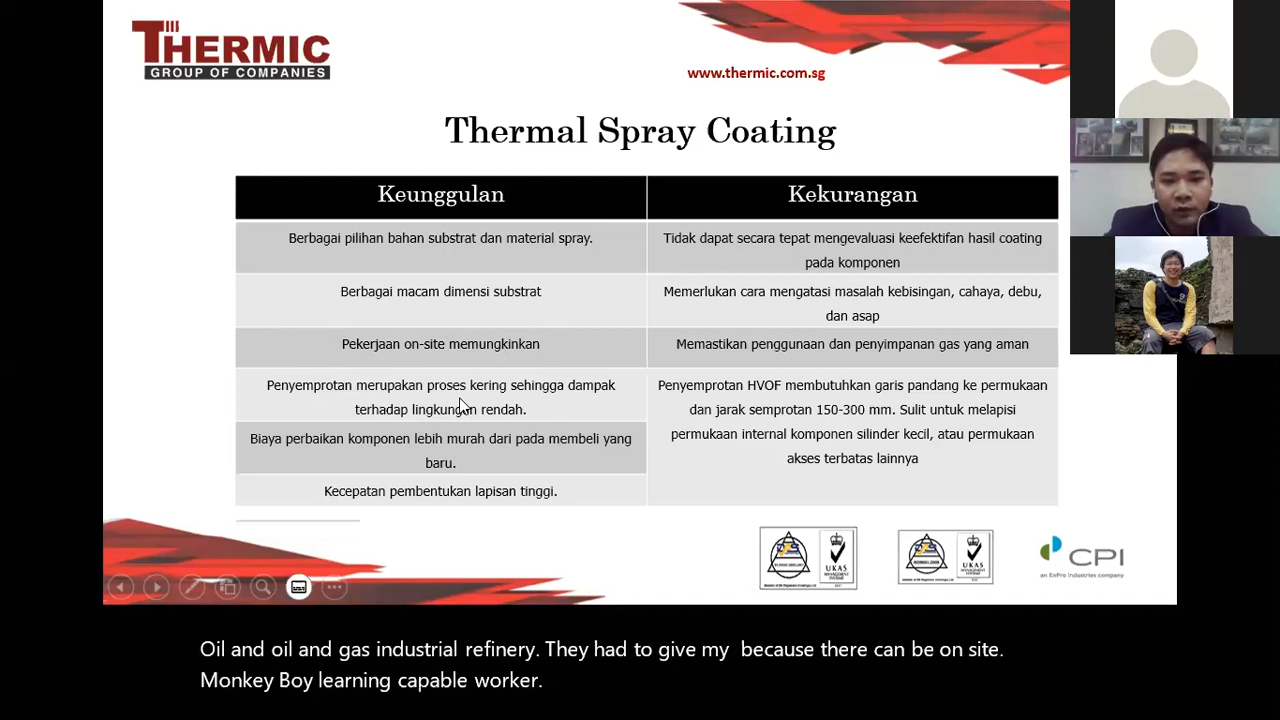 THERMIC
GROUP OF COMPANIES
www.thermic.com.sg
Thermal Spray Coating
Keunggulan
Kekurangan
Berbagai pilihan bahan substrat dan material spray.
Tidak dapat secara tepat mengevaluasi keefektifan hasil coating
pada komponen
Berbagai macam dimensi substrat
Memerlukan cara mengatasi masalah kebisingan, cahaya, debu,
dan asap
Pekerjaan on-site memungkinkan
Memastikan penggunaan dan penyimpanan gas yang aman
Penyemprotan merupakan proses kering sehingga dampak
terhadap lingkungan rendah.
Penyemprotan HVOF membutuhkan garis pandang ke permukaan
dan jarak semprotan 150-300 mm. Sulit untuk melapisi
permukaan internal komponen silinder kecil, atau permukaan
akses terbatas lainnya
Biaya perbaikan komponen lebih murah dari pada membeli yang
baru.
Kecepatan pembentukan lapisan tinggi.
UKAS
MANAGEMENT
SYSTEMS
UKAS
MANAGEMENT
SYSTEMS
CPI
an EnPro Industries company
Oil and oil and gas industrial refinery. They had to give my because there can be on site.
Monkey Boy learning capable worker.